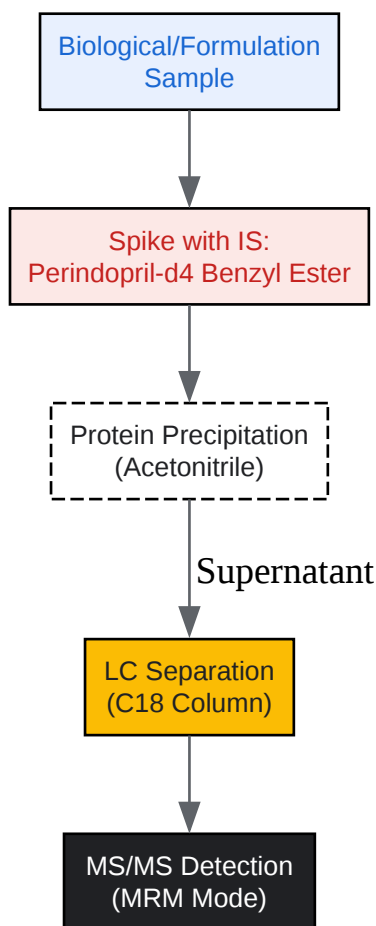 Biological/Formulation
Sample
Spike with IS:
Perindopril-d4 Benzyl Ester
Protein Precipitation
(Acetonitrile)
Supernatant
LC Separation
(C18 Column)
MS/MS Detection
(MRM Mode)